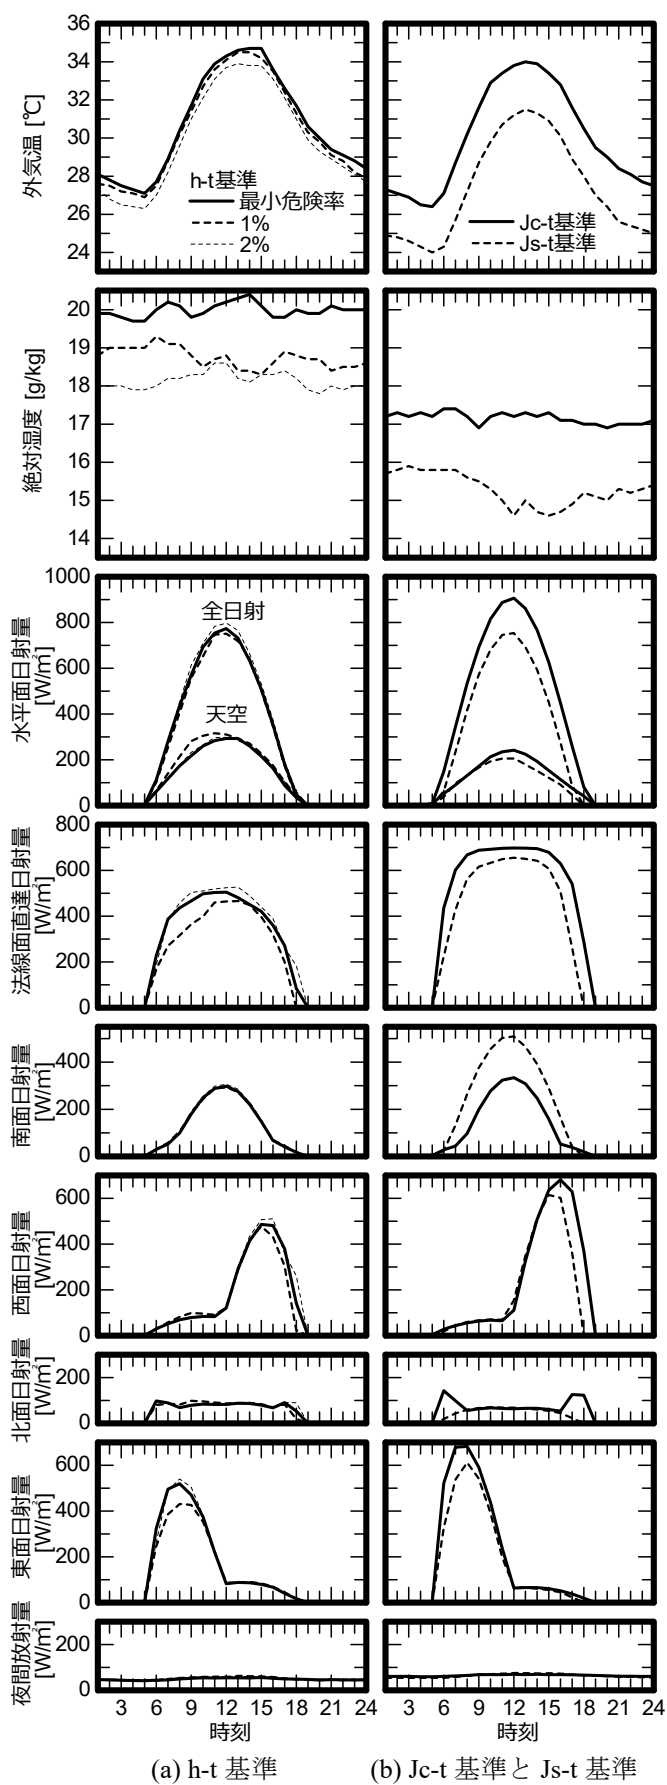 外気温 [℃]
36
34
32
30
28
26
24
h-t基準
最小危険率
1%
2%
Jc-t基準
Js-t基準
絶対湿度 [g/kg]
20
19
18
17
16
15
14
水平面日射量
[W/m²]
1000
800
600
400
200
0
全日射
天空
法線面直達日射量
[W/m²]
800
600
400
200
0
南面日射量
[W/m²]
400
200
0
西面日射量
[W/m²]
600
400
200
0
北面日射量
[W/m²]
200
0
東面日射量
[W/m²]
600
400
200
0
夜間放射量
[W/m²]
200
0
3 6 9 12 15 18 21 24 3 6 9 12 15 18 21 24
時刻 時刻
(a) h-t 基準 (b) Jc-t 基準と Js-t 基準